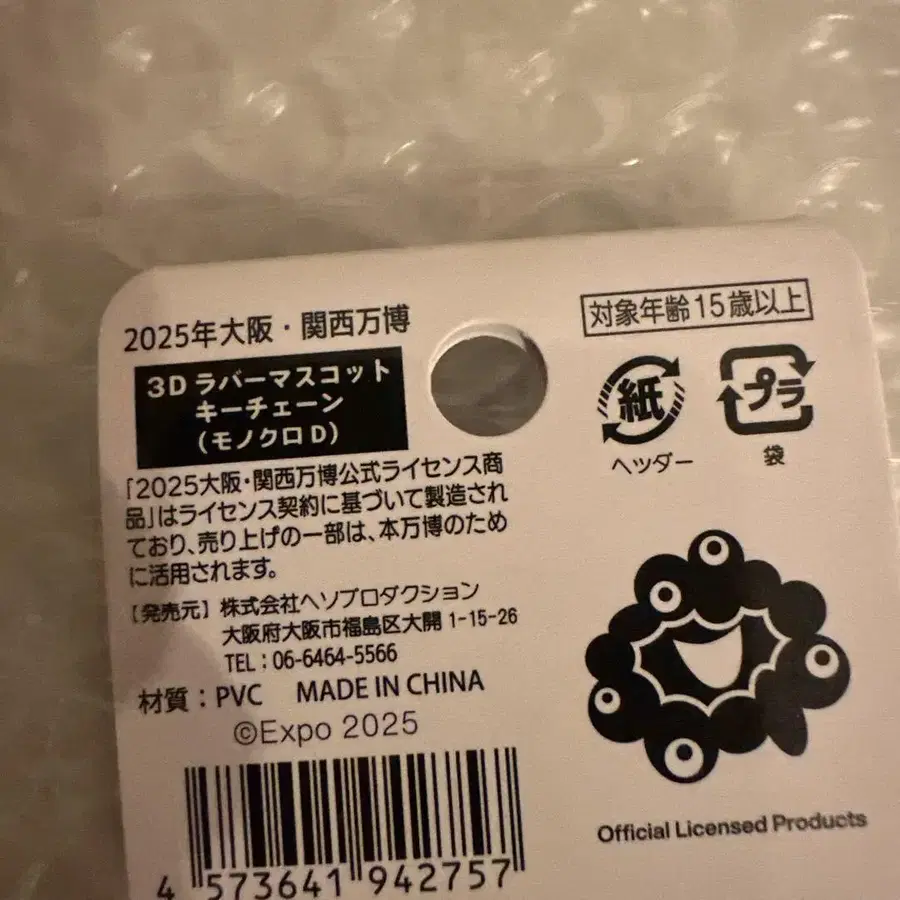 2025年大阪・関西万博
3Dラバーマスコット
キーチェーン
(モノクロD)
「2025大阪・関西万博公式ライセンス商
品」はライセンス契約に基づいて製造され
ており、売り上げの一部は、本万博のため
に活用されます。
【発売元】株式会社ヘソプロダクション
大阪府大阪市福島区大開 1-15-26
TEL：06-6464-5566
材質：PVC MADE IN CHINA
©Expo 2025
4 573641 942757
対象年齢15歳以上
紙
ヘッダー
プラ
袋
Official Licensed Products